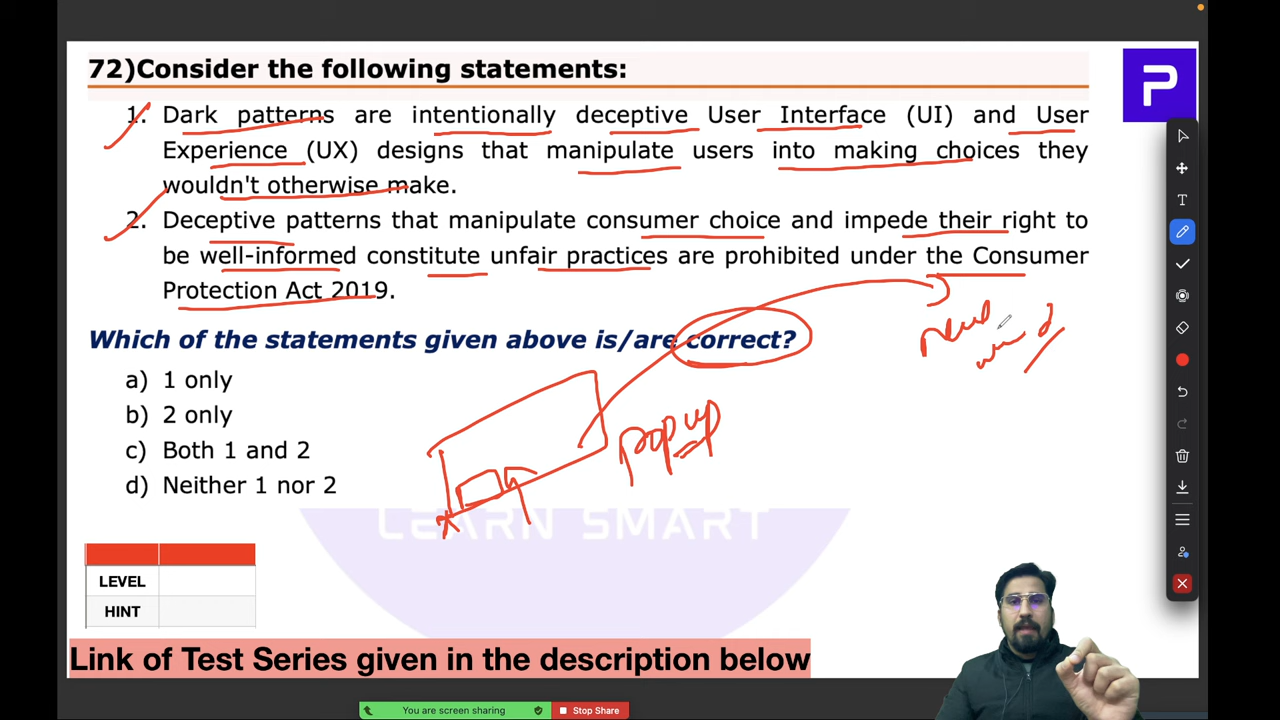 72)Consider the following statements:
1. Dark patterns are intentionally deceptive User Interface (UI) and User
Experience (UX) designs that manipulate users into making choices they
wouldn't otherwise make.
2. Deceptive patterns that manipulate consumer choice and impede their right to
be well-informed constitute unfair practices are prohibited under the Consumer
Protection Act 2019.
Which of the statements given above is/are correct?
a) 1 only
b) 2 only
c) Both 1 and 2
d) Neither 1 nor 2
pop up
LEARN SMART
LEVEL
HINT
Link of Test Series given in the description below
You are screen sharing
Stop Share
P
T